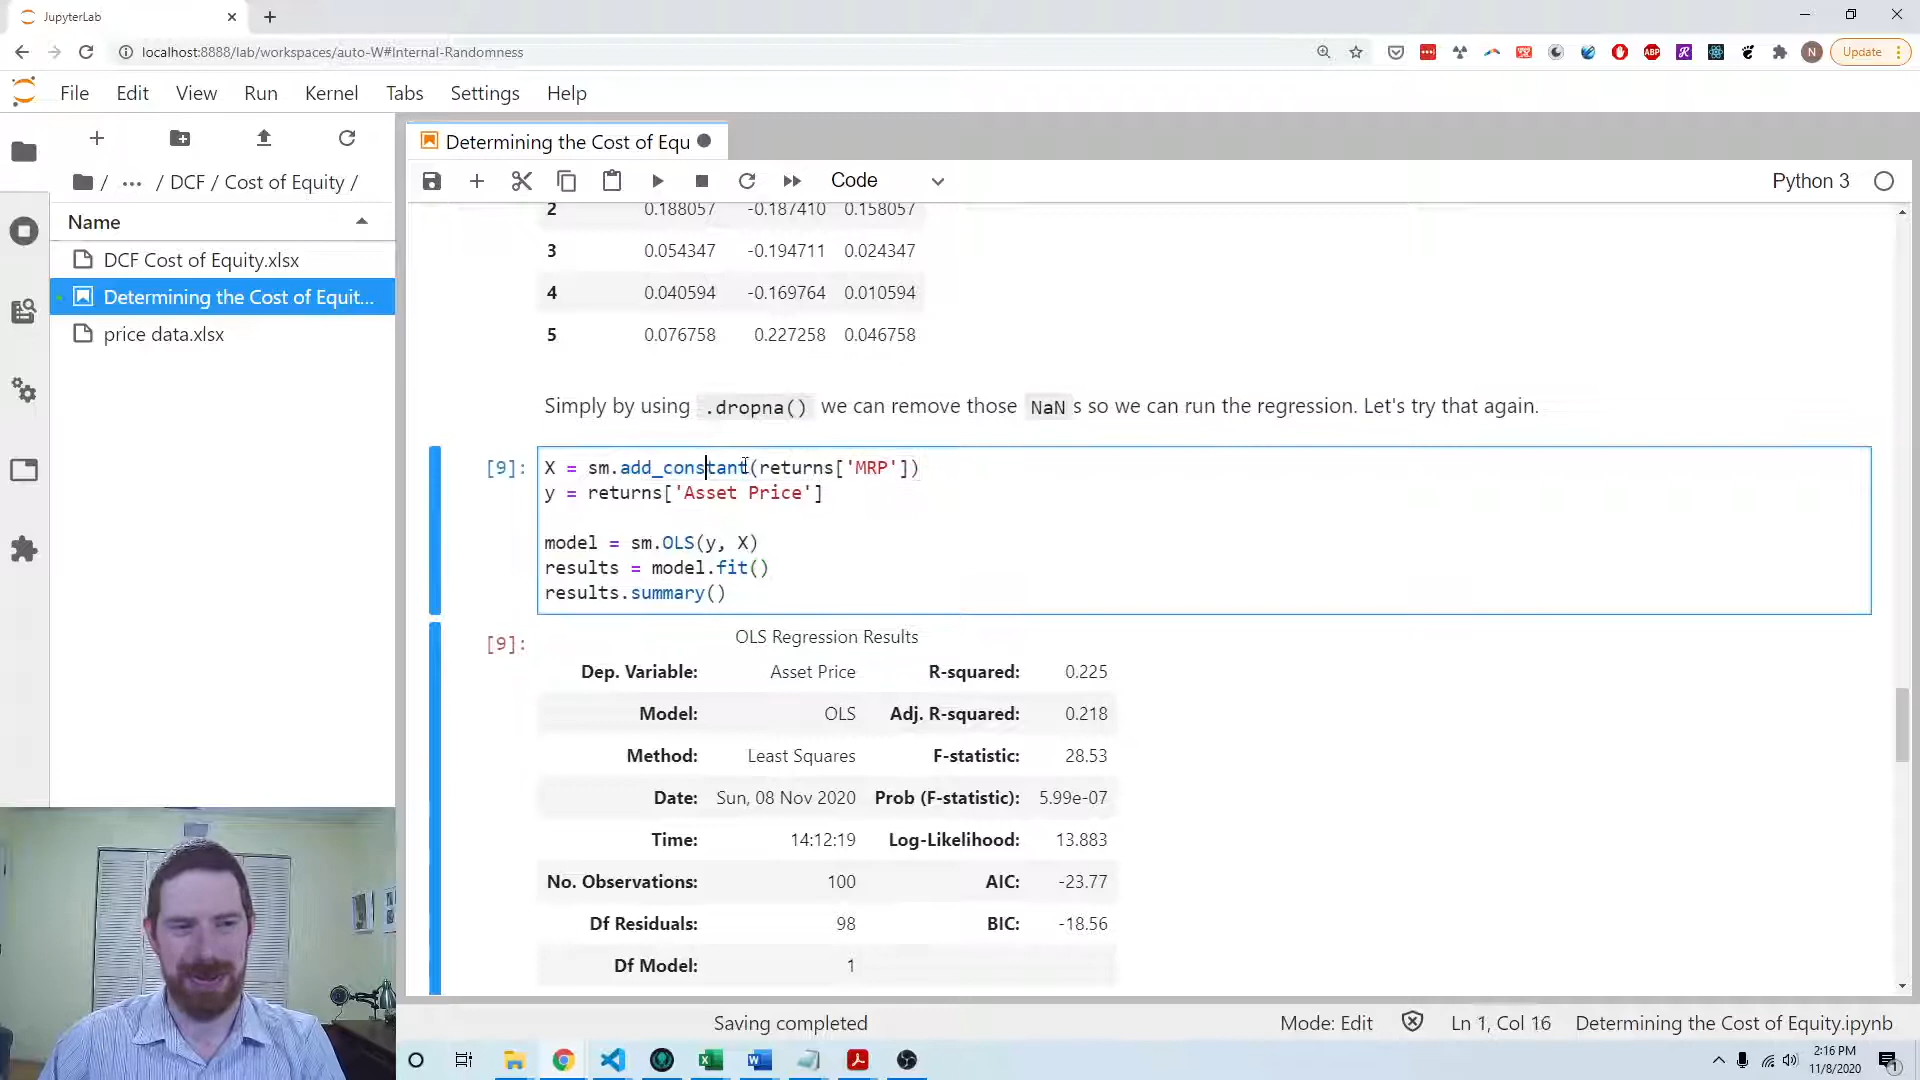 JupyterLab
localhost:8888/lab/workspaces/auto-W#Internal-Randomness
ABP
N
Update
File Edit View Run Kernel Tabs Settings Help
/ ... / DCF / Cost of Equity /
Name
DCF Cost of Equity.xlsx
Determining the Cost of Equit...
price data.xlsx
Determining the Cost of Equ
Code
Python 3
2 0.188057 -0.187410 0.158057
3 0.054347 -0.194711 0.024347
4 0.040594 -0.169764 0.010594
5 0.076758 0.227258 0.046758
Simply by using .dropna() we can remove those NaN s so we can run the regression. Let's try that again.
[9]: X = sm.add_constant(returns['MRP'])
y = returns['Asset Price']
model = sm.OLS(y, X)
results = model.fit()
results.summary()
[9]: OLS Regression Results
Dep. Variable: Asset Price R-squared: 0.225
Model: OLS Adj. R-squared: 0.218
Method: Least Squares F-statistic: 28.53
Date: Sun, 08 Nov 2020 Prob (F-statistic): 5.99e-07
Time: 14:12:19 Log-Likelihood: 13.883
No. Observations: 100 AIC: -23.77
Df Residuals: 98 BIC: -18.56
Df Model: 1
Saving completed
Mode: Edit
Ln 1, Col 16
Determining the Cost of Equity.ipynb
2:16 PM
11/8/2020